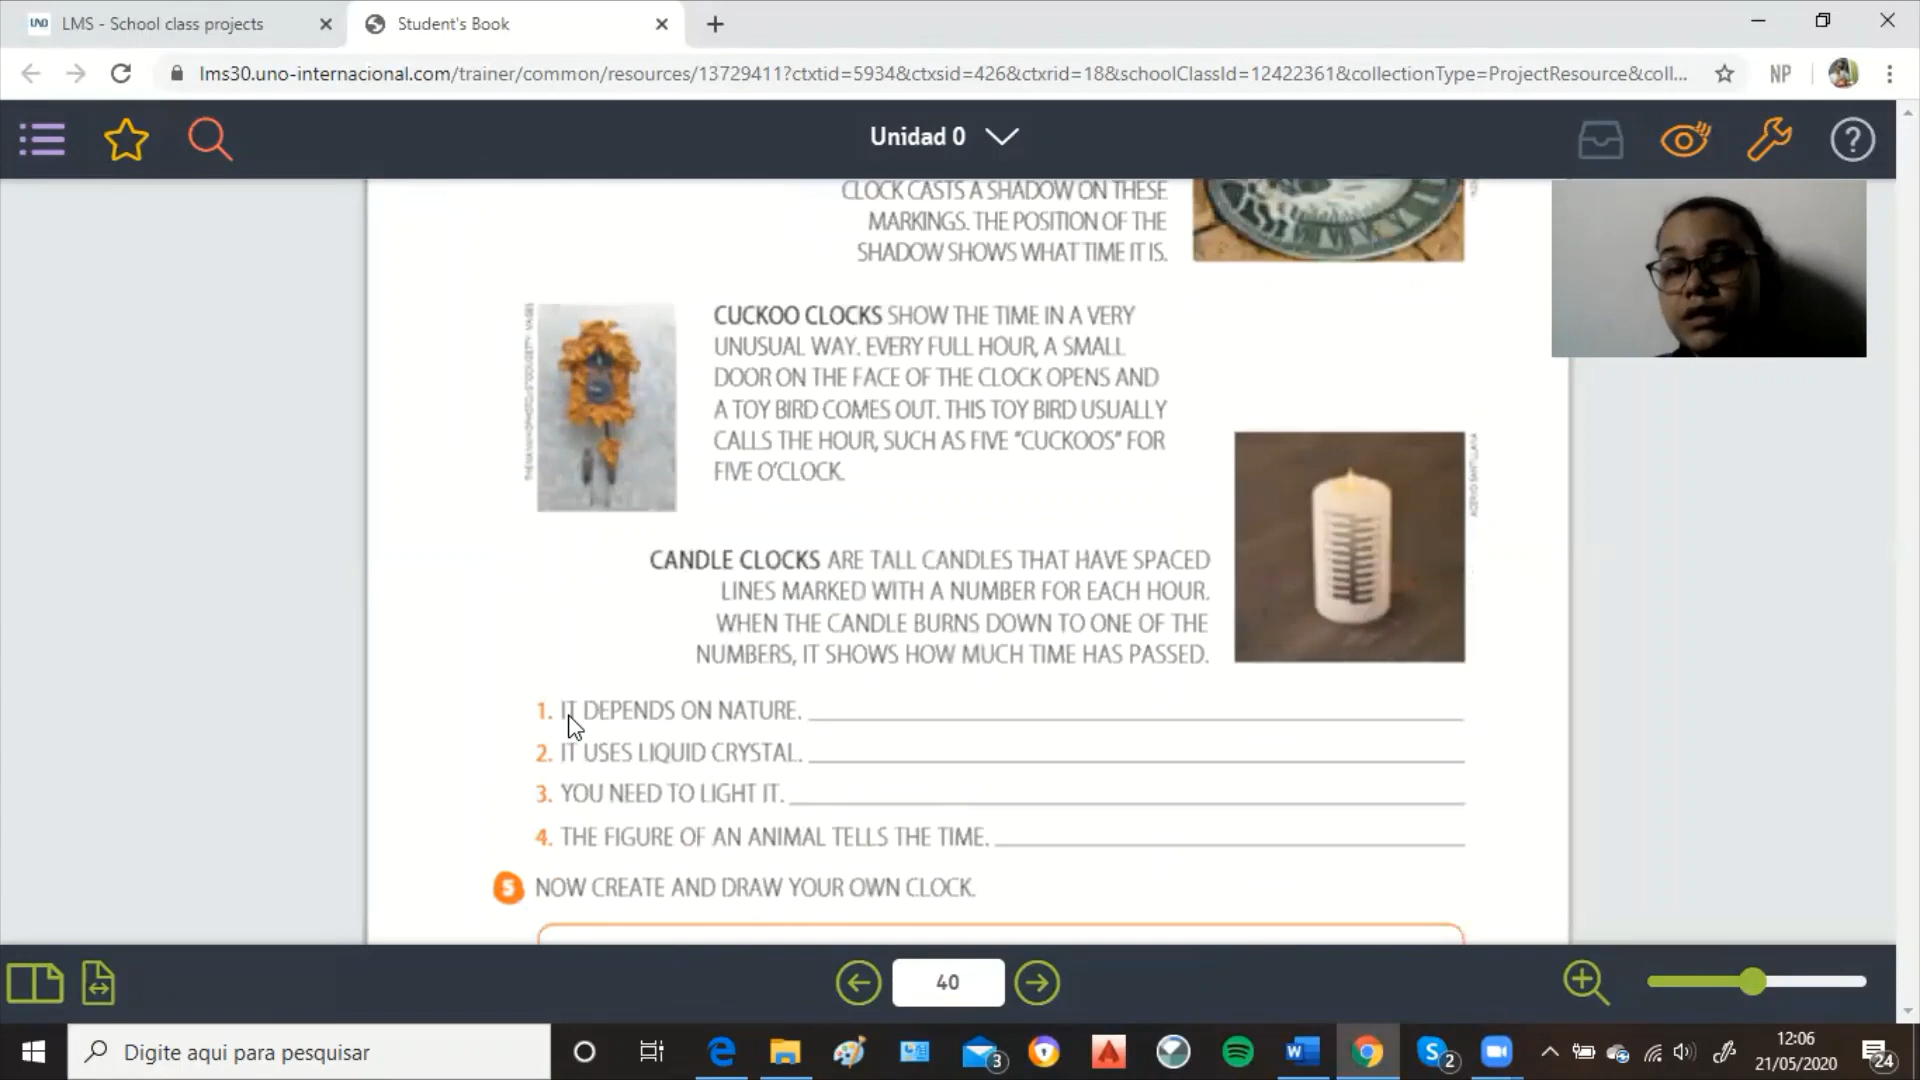 UNO LMS - School class projects
Student's Book
lms30.uno-internacional.com/trainer/common/resources/13729411?ctxtid=5934&ctxsid=426&ctxrid=18&schoolClassId=12422361&collectionType=ProjectResource&coll...
NP
Unidad 0
CLOCK CASTS A SHADOW ON THESE
MARKINGS. THE POSITION OF THE
SHADOW SHOWS WHAT TIME IT IS.
CUCKOO CLOCKS SHOW THE TIME IN A VERY
UNUSUAL WAY. EVERY FULL HOUR, A SMALL
DOOR ON THE FACE OF THE CLOCK OPENS AND
A TOY BIRD COMES OUT. THIS TOY BIRD USUALLY
CALLS THE HOUR, SUCH AS FIVE "CUCKOOS" FOR
FIVE O'CLOCK.
CANDLE CLOCKS ARE TALL CANDLES THAT HAVE SPACED
LINES MARKED WITH A NUMBER FOR EACH HOUR.
WHEN THE CANDLE BURNS DOWN TO ONE OF THE
NUMBERS, IT SHOWS HOW MUCH TIME HAS PASSED.
ACERVO SANTILLANA
1. IT DEPENDS ON NATURE.
2. IT USES LIQUID CRYSTAL.
3. YOU NEED TO LIGHT IT.
4. THE FIGURE OF AN ANIMAL TELLS THE TIME.
5 NOW CREATE AND DRAW YOUR OWN CLOCK.
40
Digite aqui para pesquisar
3
2
12:06
21/05/2020
24